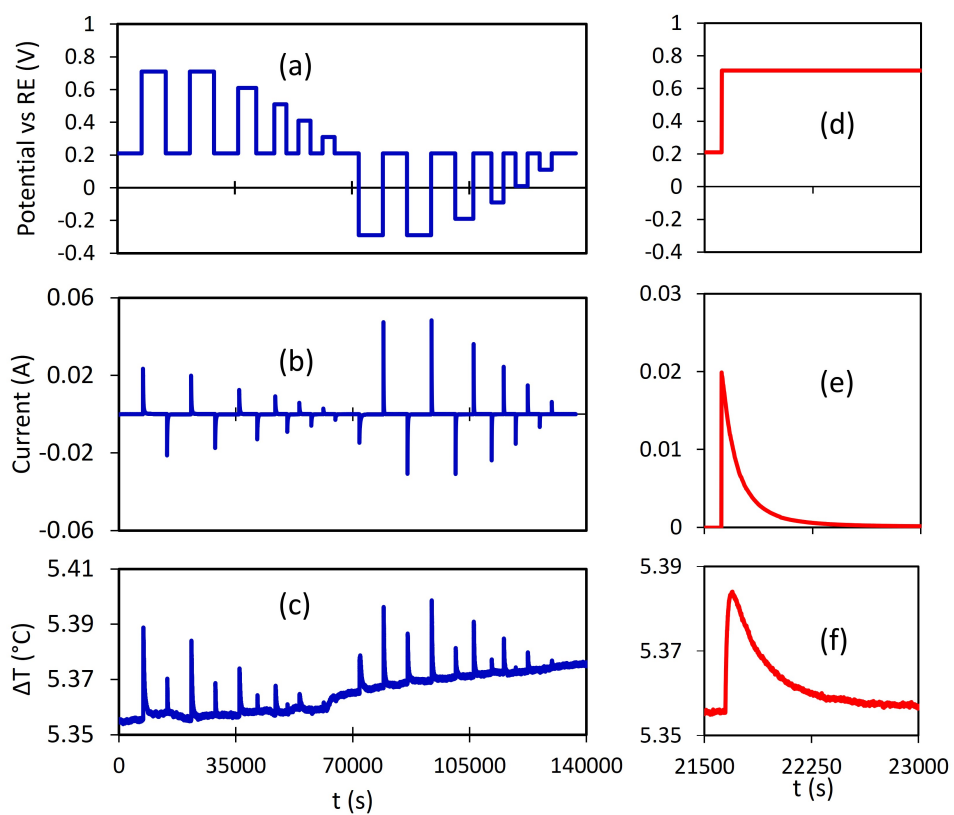 Potential vs RE (V)
1
0.8
0.6
0.4
0.2
0
-0.2
-0.4
(a)
1
0.8
0.6
0.4
0.2
0
-0.2
-0.4
(d)
Current (A)
0.06
0.02
-0.02
-0.06
(b)
0.03
0.02
0.01
0
(e)
ΔT (°C)
5.41
5.39
5.37
5.35
(c)
5.39
5.37
5.35
(f)
0 35000 70000 105000 140000
t (s)
21500 22250 23000
t (s)